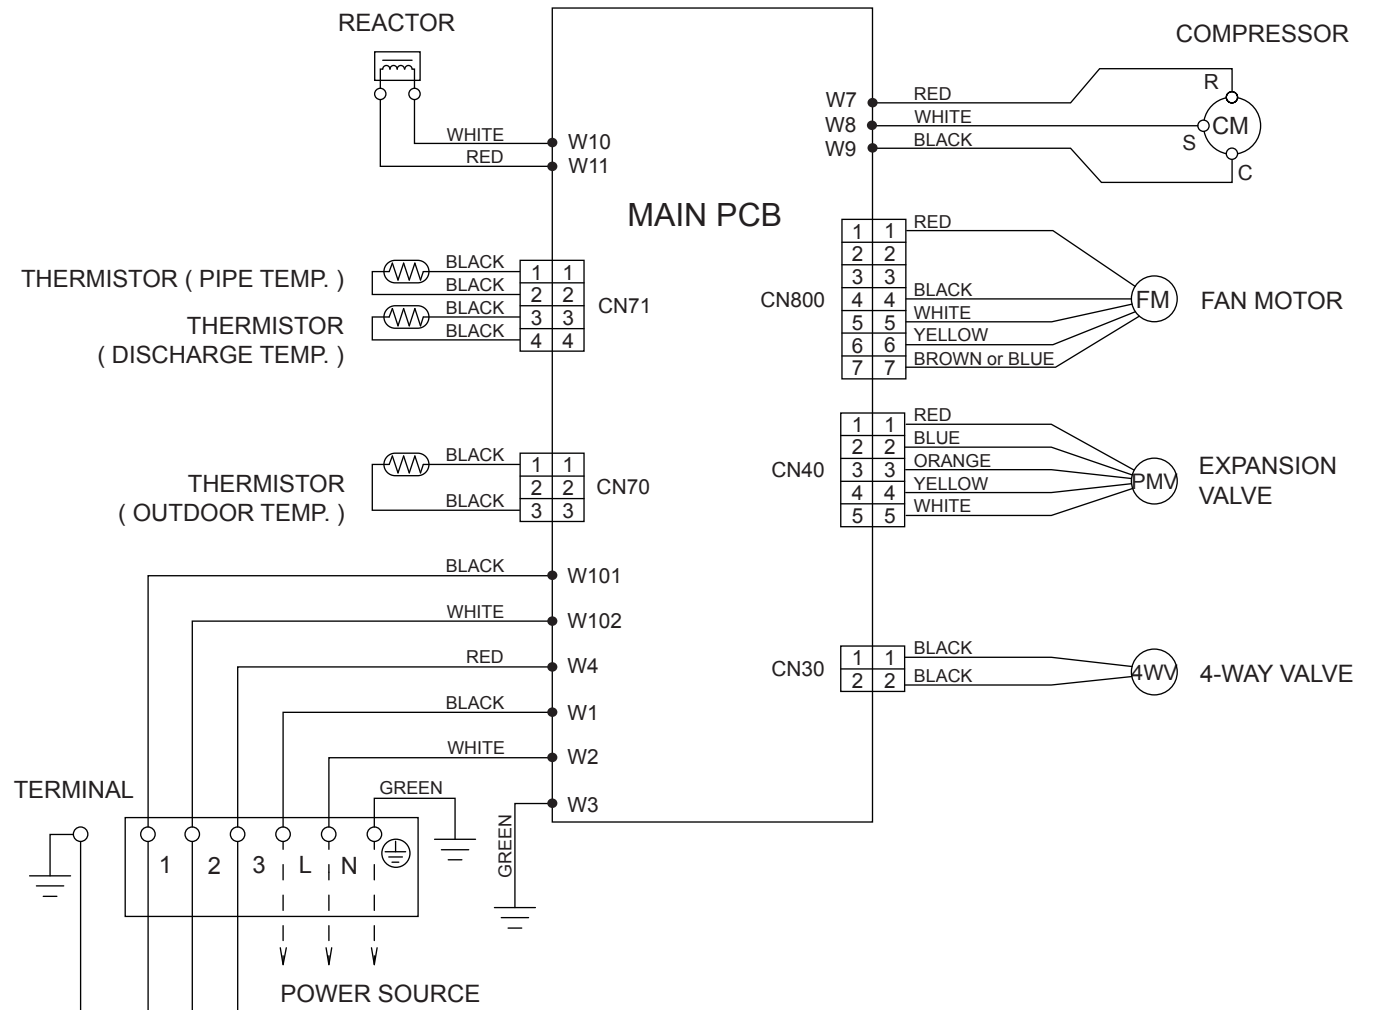 REACTOR
COMPRESSOR
WHITE
W10
RED
W11
W7
RED
R
W8
WHITE
S
CM
W9
BLACK
C
MAIN PCB
THERMISTOR ( PIPE TEMP. )
BLACK
1 1
BLACK
2 2
CN71
THERMISTOR
( DISCHARGE TEMP. )
BLACK
3 3
BLACK
4 4
CN800
1 1
RED
2 2
3 3
4 4
BLACK
5 5
WHITE
6 6
YELLOW
7 7
BROWN or BLUE
FM
FAN MOTOR
CN40
1 1
RED
2 2
BLUE
3 3
ORANGE
4 4
YELLOW
5 5
WHITE
PMV
EXPANSION
VALVE
THERMISTOR
( OUTDOOR TEMP. )
BLACK
1 1
2 2
BLACK
3 3
CN70
BLACK
W101
WHITE
W102
RED
W4
BLACK
W1
WHITE
W2
W3
GREEN
GREEN
CN30
1 1
BLACK
2 2
BLACK
4WV
4-WAY VALVE
TERMINAL
1 2 3 L N
POWER SOURCE